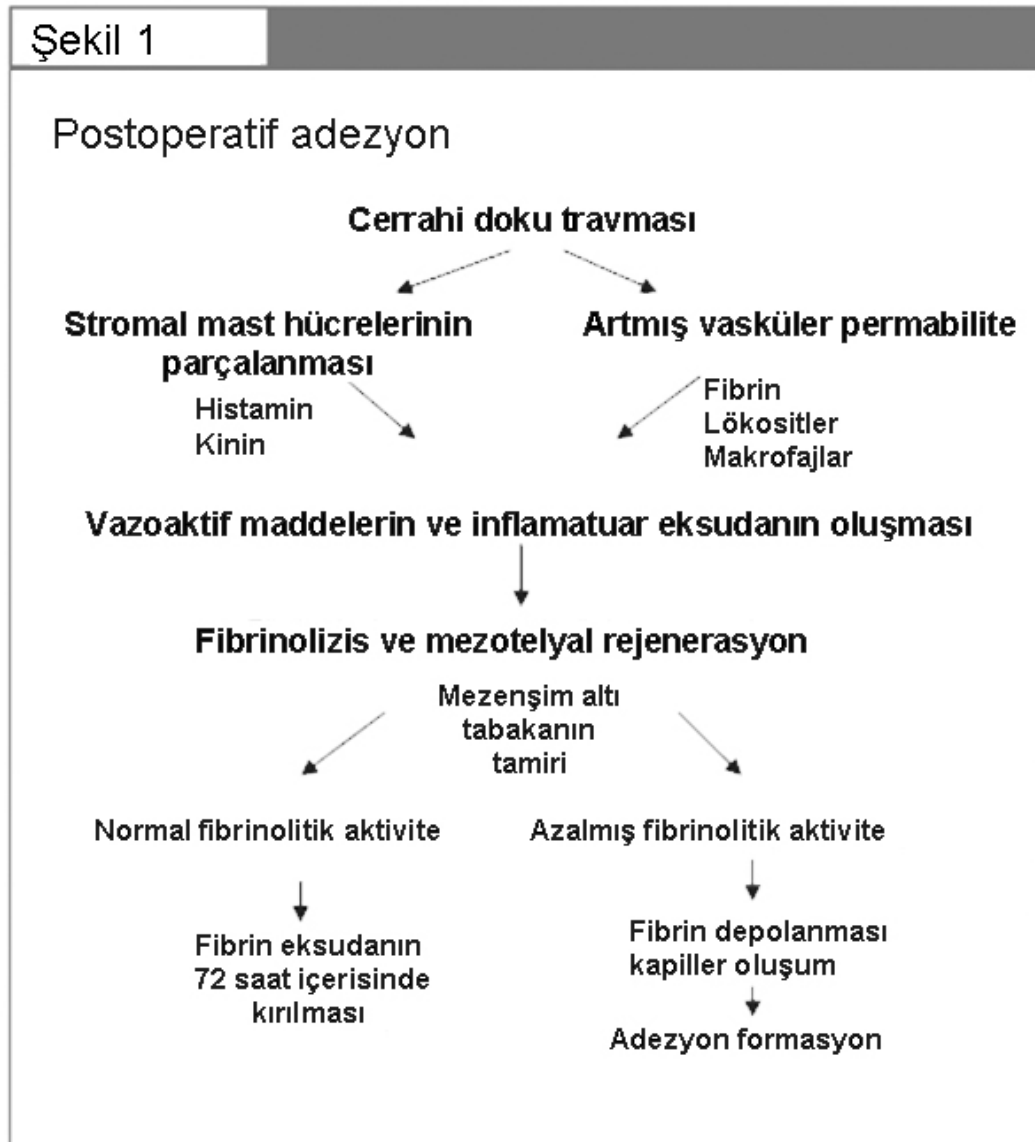 Şekil 1
Postoperatif adezyon
Cerrahi doku travması
Stromal mast hücrelerinin
parçalanması
Histamin
Kinin
Artmış vasküler permabilite
Fibrin
Lökositler
Makrofajlar
Vazoaktif maddelerin ve inflamatuar eksudanın oluşması
Fibrinolizis ve mezotelyal rejenerasyon
Mezenşim altı
tabakanın
tamiri
Normal fibrinolitik aktivite
Fibrin eksudanın
72 saat içerisinde
kırılması
Azalmış fibrinolitik aktivite
Fibrin depolanması
kapiller oluşum
Adezyon formasyon